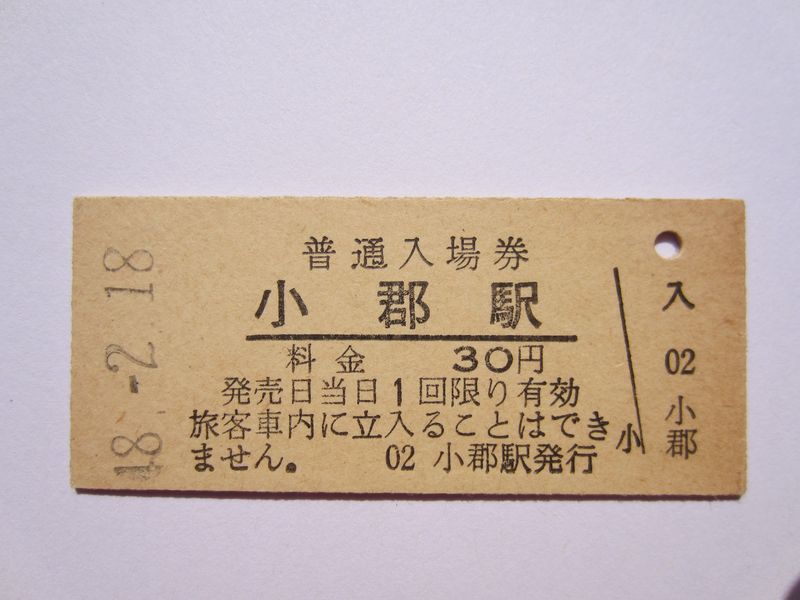 普通入場券
小郡駅
料金 30円
発売日当日1回限り有効
旅客車内に立入ることはでき
ません。 02 小郡駅発行
48.-2.18
小
入
02
小郡